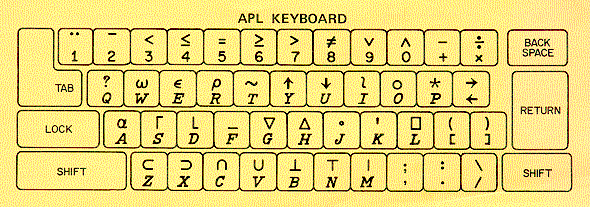 APL KEYBOARD
¨ ¯ < ≤ = ≥ > ≠ ∨ ∧ − ÷ BACK
1 2 3 4 5 6 7 8 9 0 + × SPACE
? ω ∈ ρ ~ ↑ ↓ ⍳ ○ * →
TAB Q W E R T Y U I O P ←
RETURN
LOCK α ⌈ ⌊ _ ∇ ∆ ∘ ' ⎕ ( )
A S D F G H J K L [ ]
SHIFT ⊂ ⊃ ∩ ∪ ⊥ ⊤ | ; : \ SHIFT
Z X C V B N M , . /